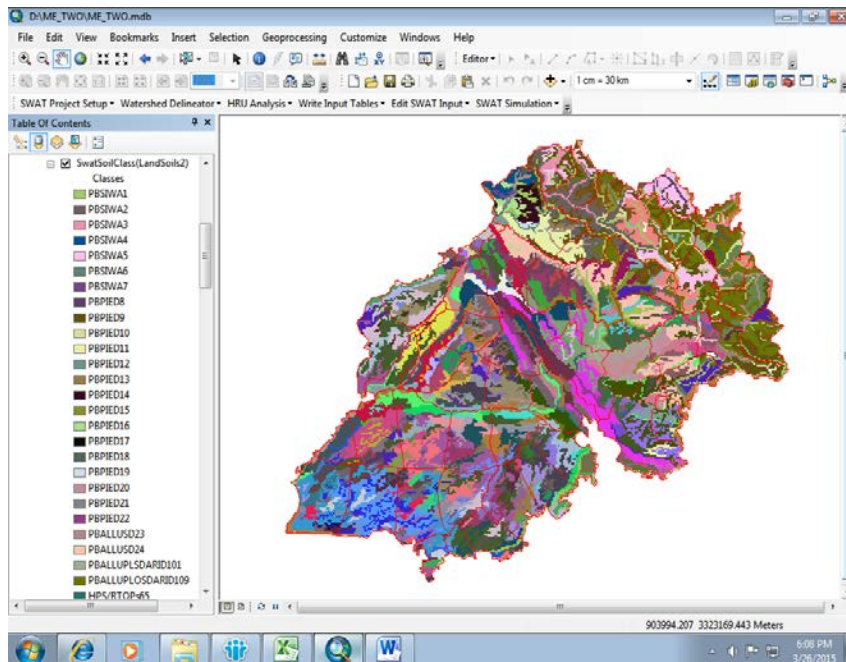 D:\ME_TWO\ME_TWO.mdb
File Edit View Bookmarks Insert Selection Geoprocessing Customize Windows Help
Editor
1 cm = 30 km
SWAT Project Setup Watershed Delineator HRU Analysis Write Input Tables Edit SWAT Input SWAT Simulation
Table Of Contents
SwatSoilClass(LandSoils2)
Classes
PBSIWA1
PBSIWA2
PBSIWA3
PBSIWA4
PBSIWA5
PBSIWA6
PBSIWA7
PBPIED8
PBPIED9
PBPIED10
PBPIED11
PBPIED12
PBPIED13
PBPIED14
PBPIED15
PBPIED16
PBPIED17
PBPIED18
PBPIED19
PBPIED20
PBPIED21
PBPIED22
PBALLUSD23
PBALLUSD24
PBALLUPLSDARID101
PBALLUPLOSDARID109
HPS/RTOPs65
903994.207 3323169.443 Meters
6:08 PM
3/26/2015